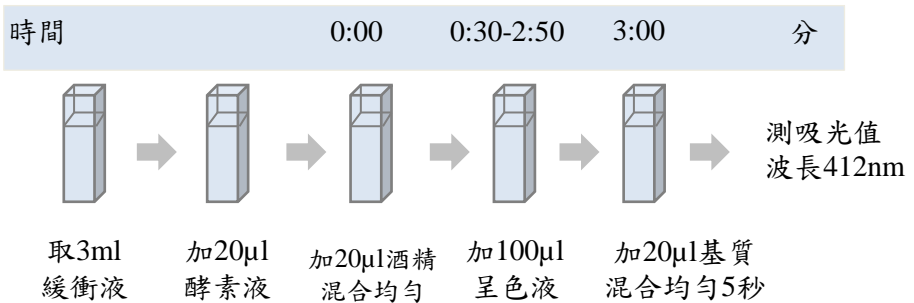 時間 0:00 0:30-2:50 3:00 分
測吸光值
波長412nm
取3ml
緩衝液
加20μl
酵素液
加20μl酒精
混合均勻
加100μl
呈色液
加20μl基質
混合均勻5秒